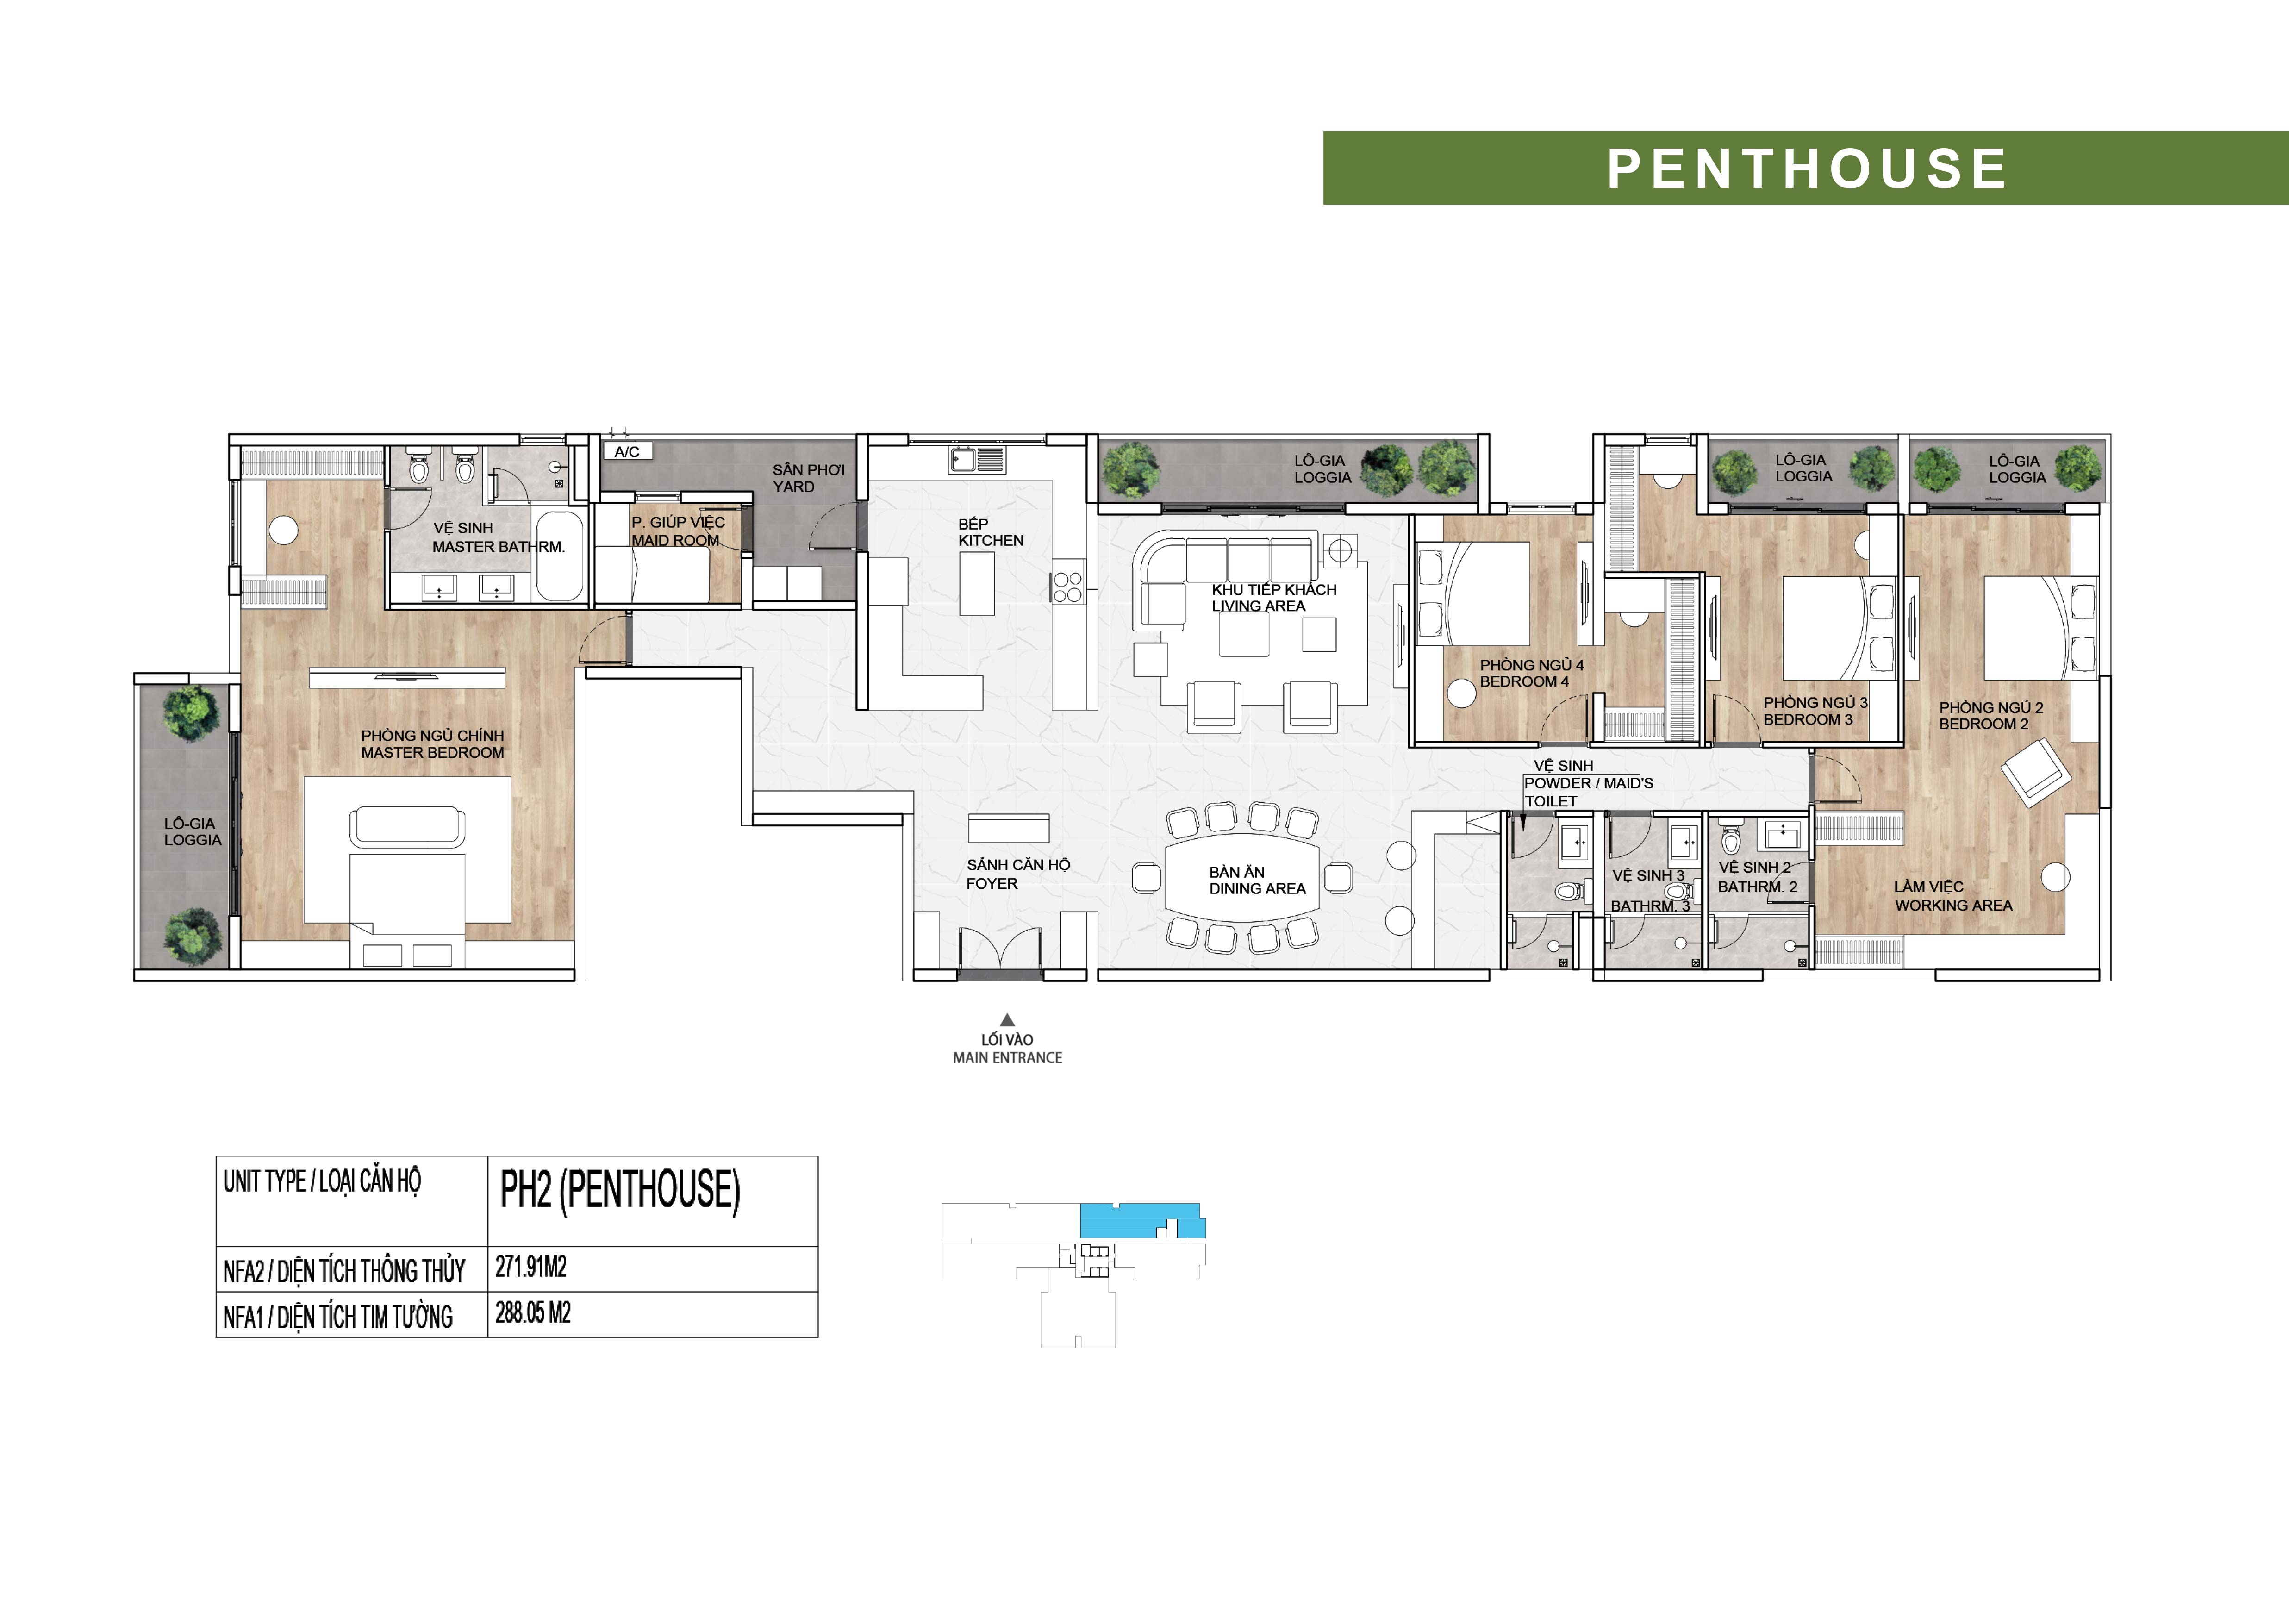 PENTHOUSE
A/C
SÂN PHƠI
YARD
LÔ-GIA
LOGGIA
LÔ-GIA
LOGGIA
LÔ-GIA
LOGGIA
VỆ SINH
MASTER BATHRM.
P. GIÚP VIỆC
MAID ROOM
BẾP
KITCHEN
KHU TIẾP KHÁCH
LIVING AREA
PHÒNG NGỦ 4
BEDROOM 4
PHÒNG NGỦ 3
BEDROOM 3
PHÒNG NGỦ 2
BEDROOM 2
PHÒNG NGỦ CHÍNH
MASTER BEDROOM
VỆ SINH
POWDER / MAID'S
TOILET
LÔ-GIA
LOGGIA
SẢNH CĂN HỘ
FOYER
BÀN ĂN
DINING AREA
VỆ SINH 3
BATHRM. 3
VỆ SINH 2
BATHRM. 2
LÀM VIỆC
WORKING AREA
LỐI VÀO
MAIN ENTRANCE
UNIT TYPE / LOẠI CĂN HỘ
PH2 (PENTHOUSE)
NFA2 / DIỆN TÍCH THÔNG THỦY
271.91M2
NFA1 / DIỆN TÍCH TIM TƯỜNG
288.05 M2